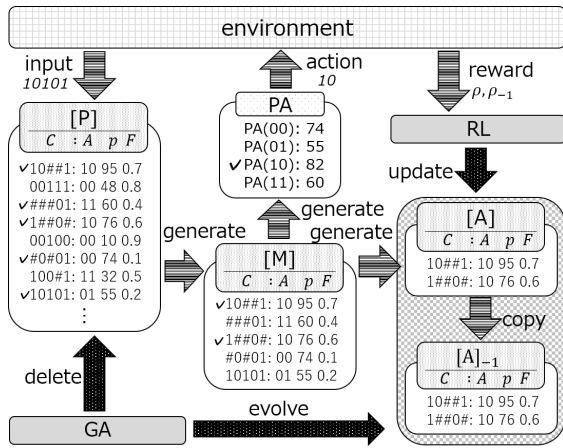 environment
input
10101
action
10
reward
ρ, ρ₋₁
[P]
C : A p F
✓10##1: 10 95 0.7
00111: 00 48 0.8
✓###01: 11 60 0.4
✓1##0#: 10 76 0.6
00100: 00 10 0.9
✓#0#01: 00 74 0.1
100#1: 11 32 0.5
✓10101: 01 55 0.2
⋮
PA
PA(00): 74
PA(01): 55
✓PA(10): 82
PA(11): 60
RL
update
generate
generate
generate
[M]
C : A p F
✓10##1: 10 95 0.7
###01: 11 60 0.4
✓1##0#: 10 76 0.6
#0#01: 00 74 0.1
10101: 01 55 0.2
[A]
C : A p F
10##1: 10 95 0.7
1##0#: 10 76 0.6
copy
[A]₋₁
C : A p F
10##1: 10 95 0.7
1##0#: 10 76 0.6
delete
GA
evolve